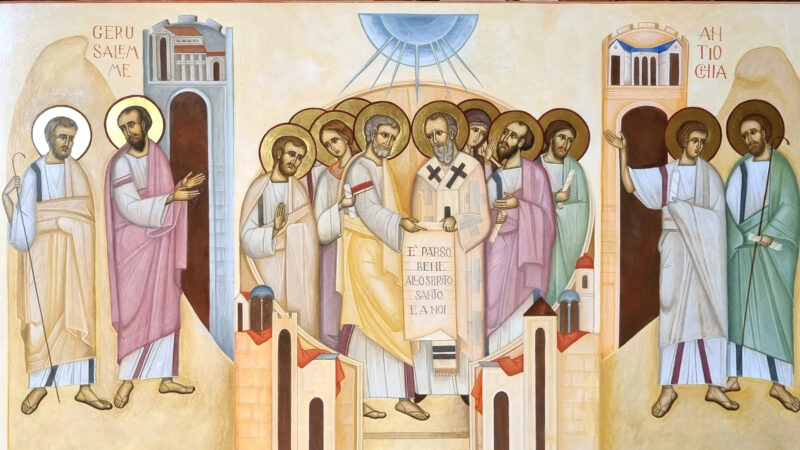 GERU
SALEM
ME
E' PARSO
BENE
ALLO SPIRITO
SANTO
E A NOI
AN
TIO
CHIA